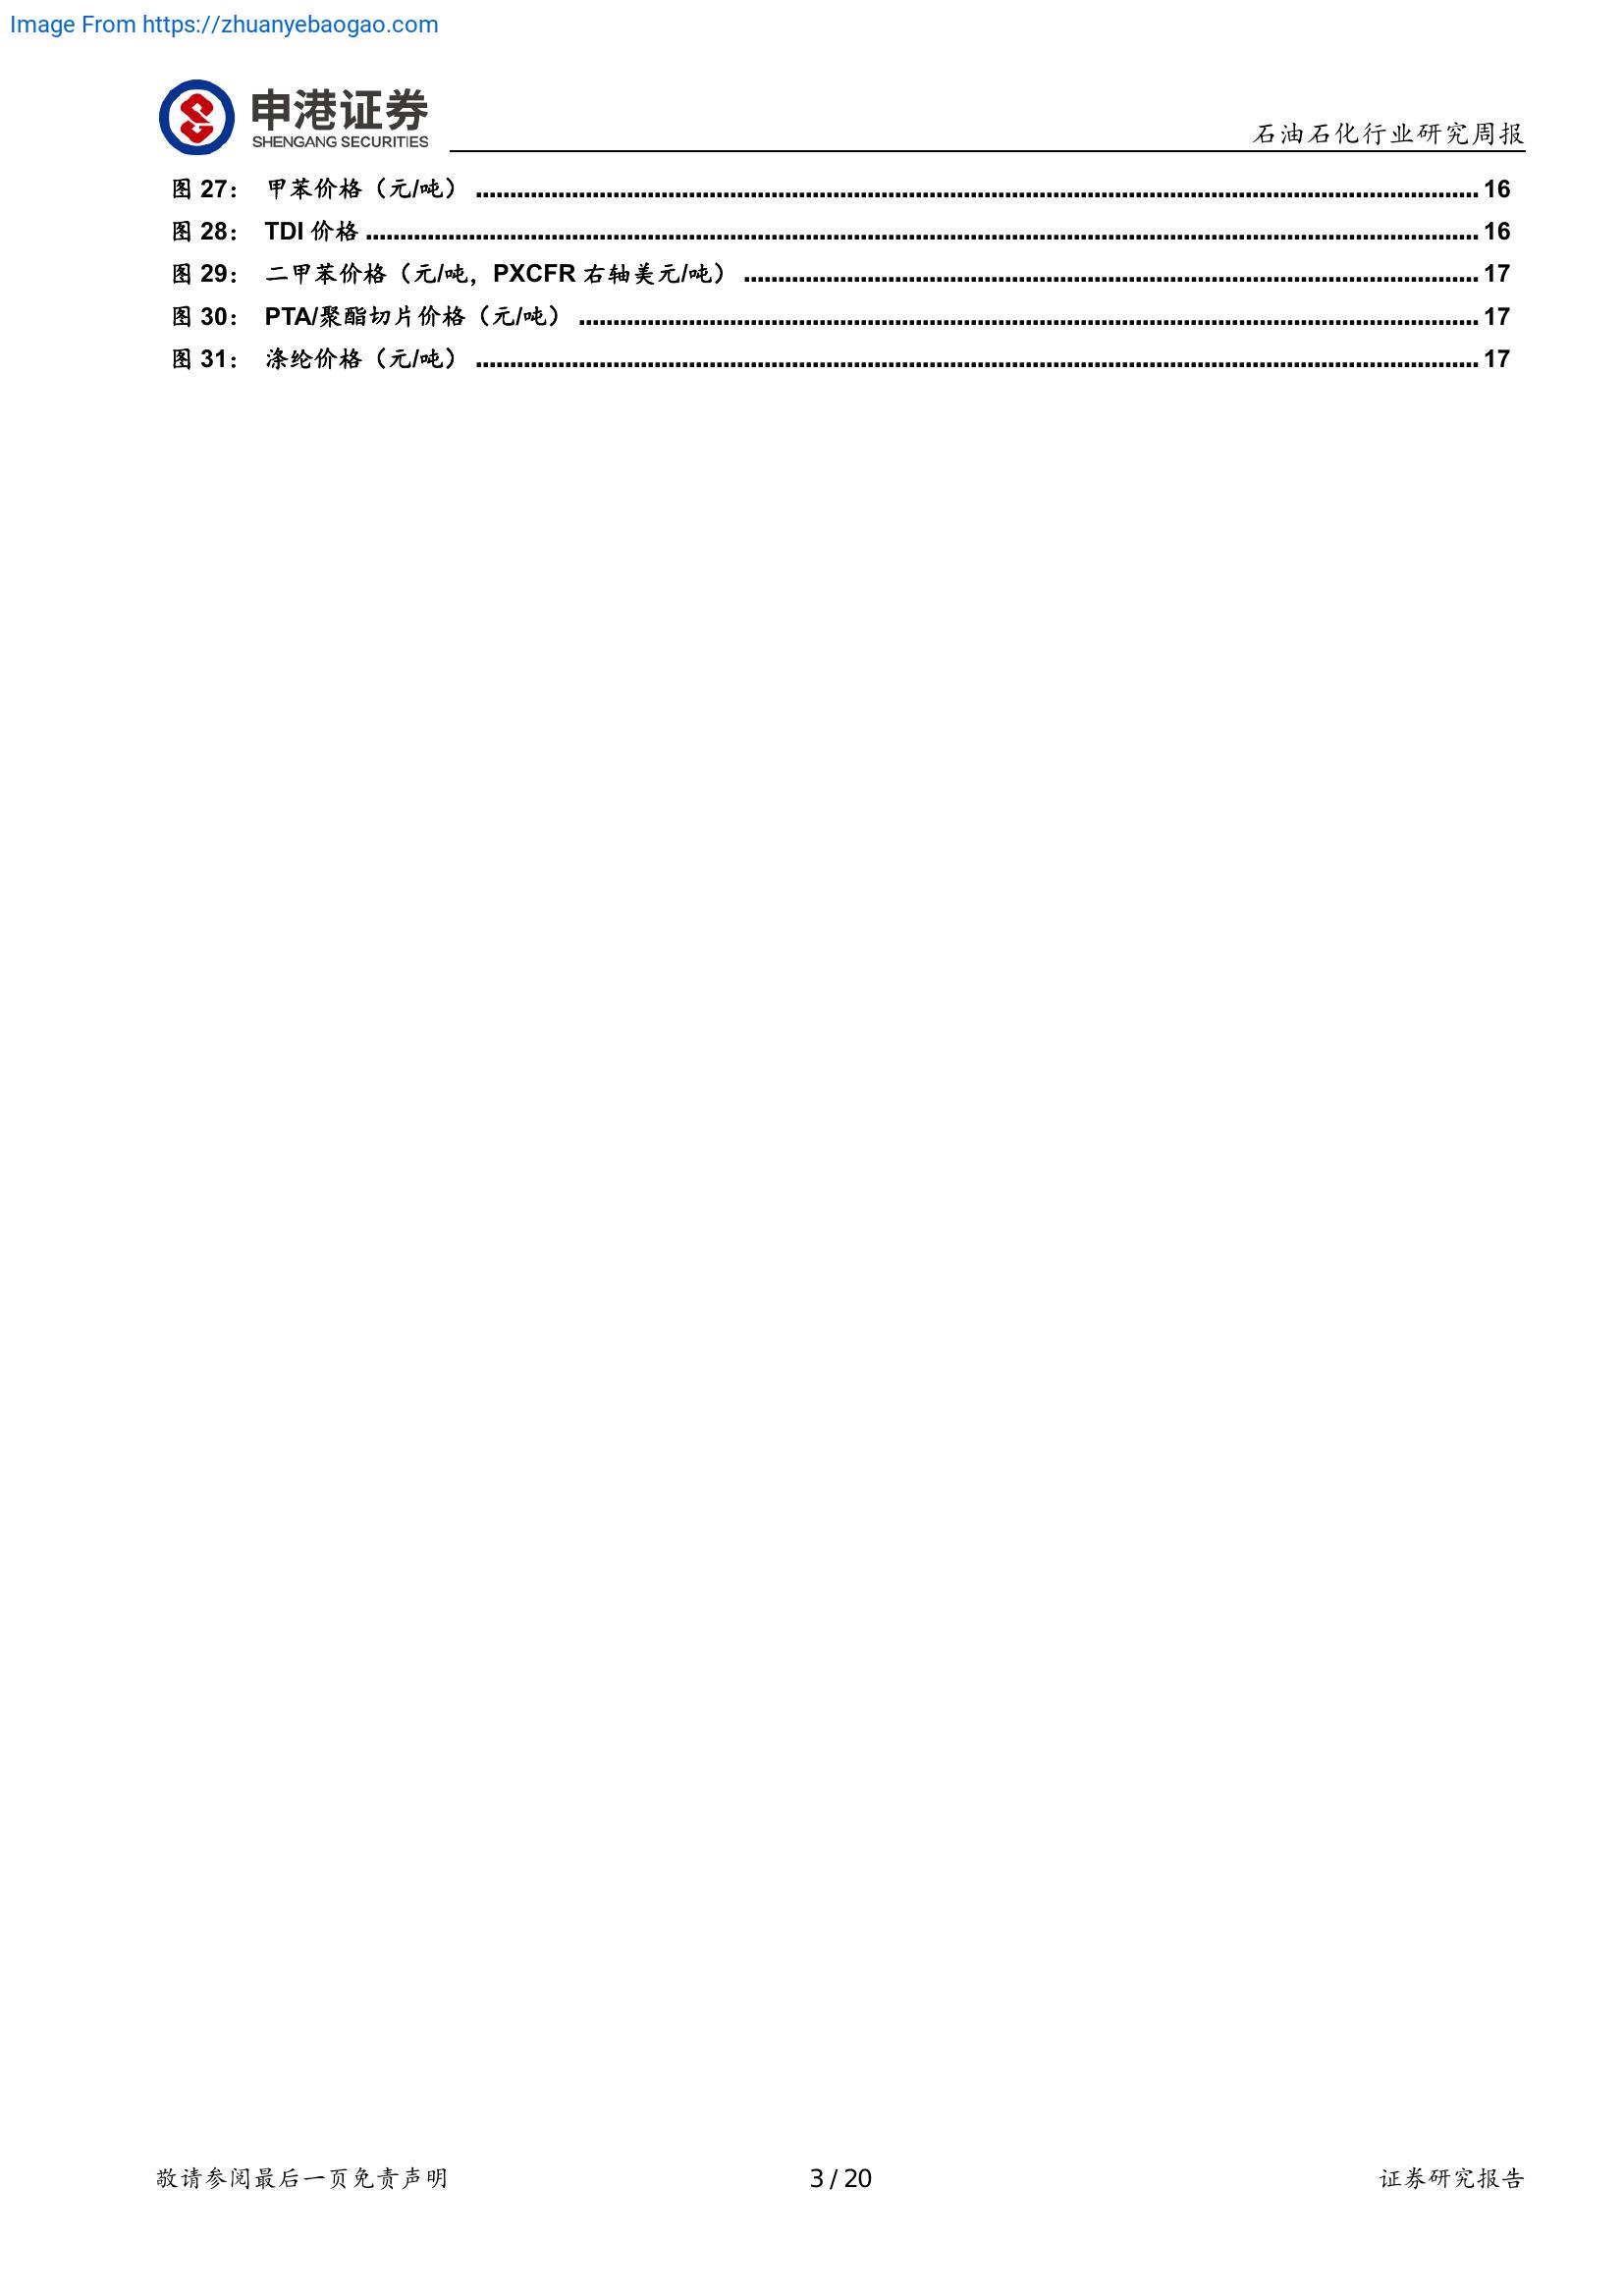 Image From https://zhuanyebaogao.com
申港证券
SHENGANG SECURITIES
石油石化行业研究周报
图 27： 甲苯价格（元/吨） ........ 16
图 28： TDI 价格 ........ 16
图 29： 二甲苯价格（元/吨，PXCFR 右轴美元/吨） ........ 17
图 30： PTA/聚酯切片价格（元/吨） ........ 17
图 31： 涤纶价格（元/吨） ........ 17
敬请参阅最后一页免责声明 3 / 20 证券研究报告